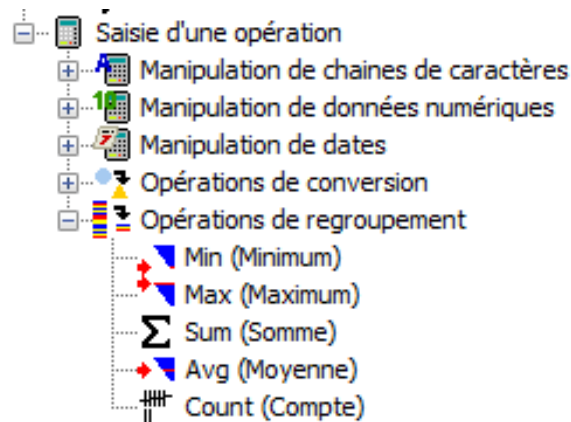 Saisie d'une opération
Manipulation de chaines de caractères
Manipulation de données numériques
Manipulation de dates
Opérations de conversion
Opérations de regroupement
Min (Minimum)
Max (Maximum)
Sum (Somme)
Avg (Moyenne)
Count (Compte)